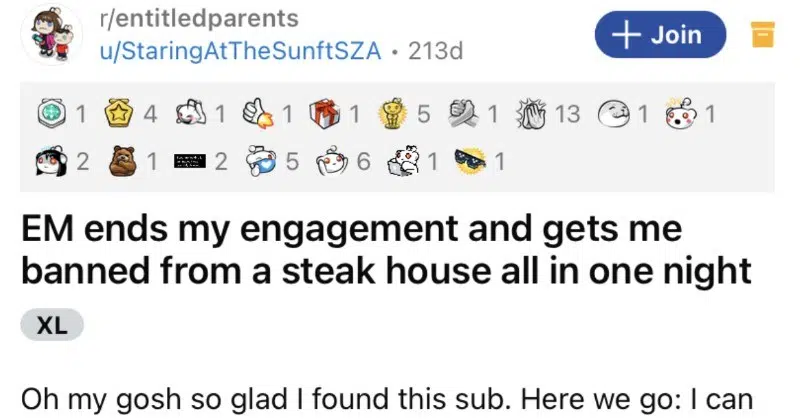 r/entitledparents
u/StaringAtTheSunftSZA • 213d
+ Join
1 4 1 1 1 5 1 13 1 1
2 1 2 5 6 1 1
EM ends my engagement and gets me
banned from a steak house all in one night
XL
Oh my gosh so glad I found this sub. Here we go: I can